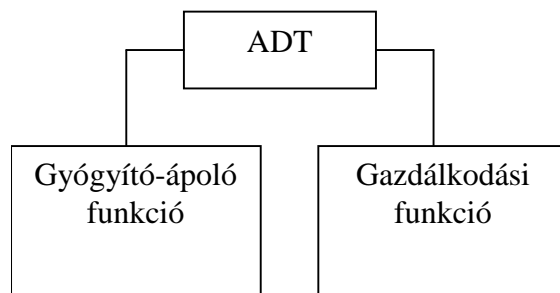 ADT
Gyógyító-ápoló
funkció
Gazdálkodási
funkció